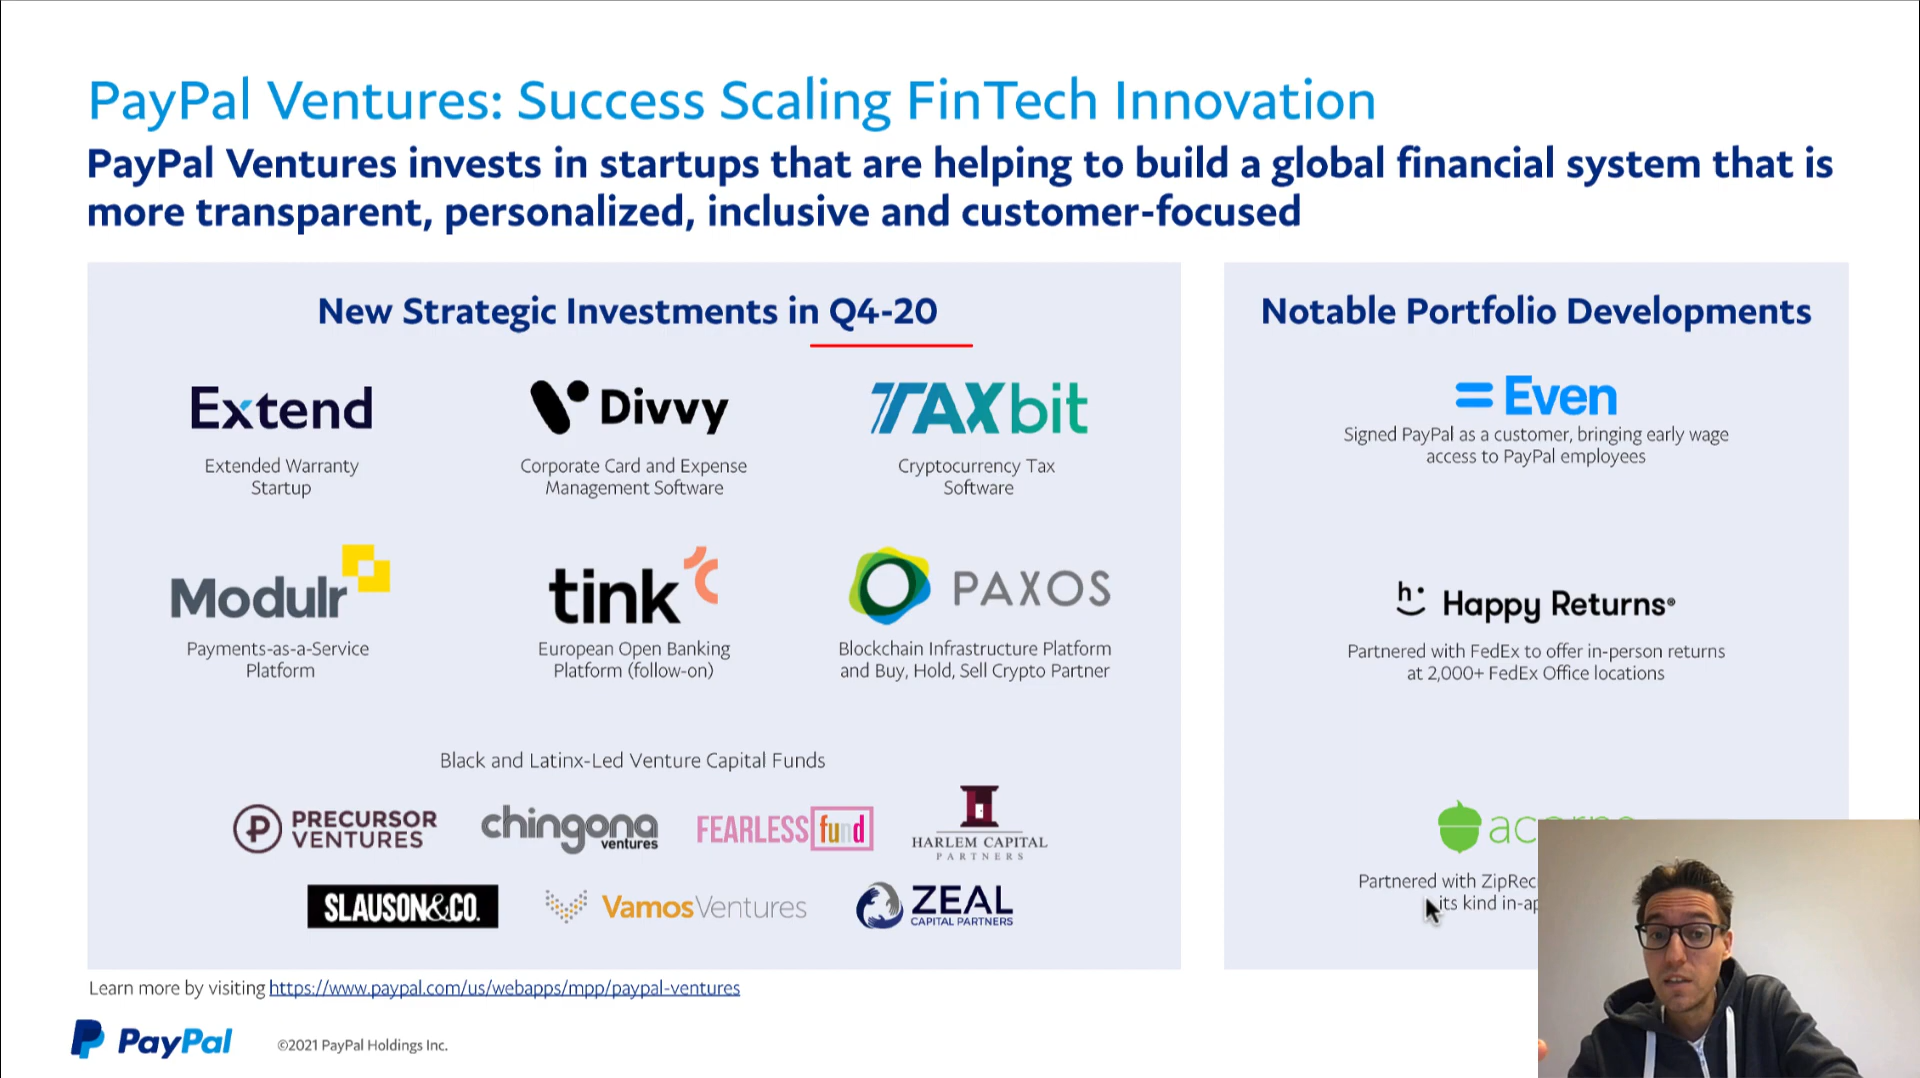 PayPal Ventures: Success Scaling FinTech Innovation
PayPal Ventures invests in startups that are helping to build a global financial system that is
more transparent, personalized, inclusive and customer-focused
New Strategic Investments in Q4-20
Extend
Extended Warranty
Startup
Divvy
Corporate Card and Expense
Management Software
TAXbit
Cryptocurrency Tax
Software
Modulr
Payments-as-a-Service
Platform
tink
European Open Banking
Platform (follow-on)
PAXOS
Blockchain Infrastructure Platform
and Buy, Hold, Sell Crypto Partner
Black and Latinx-Led Venture Capital Funds
PRECURSOR
VENTURES
chingona
ventures
FEARLESS fund
HARLEM CAPITAL
PARTNERS
SLAUSON&CO.
VamosVentures
ZEAL
CAPITAL PARTNERS
Notable Portfolio Developments
Even
Signed PayPal as a customer, bringing early wage
access to PayPal employees
h
Happy Returns®
Partnered with FedEx to offer in-person returns
at 2,000+ FedEx Office locations
Partnered with
its kind
Learn more by visiting https://www.paypal.com/us/webapps/mpp/paypal-ventures
PayPal
©2021 PayPal Holdings Inc.